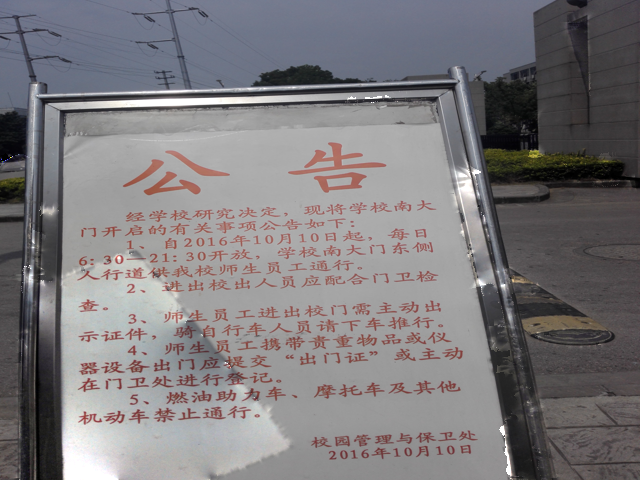 公告
经学校研究决定，现将学校南大
门开启的有关事项公告如下：
1、自2016年10月10日起，每日
6:30—21:30开放，学校南大门东侧
人行道供我校师生员工通行。
2、进出校出人员应配合门卫检
查。
3、师生员工进出校门需主动出
示证件，骑自行车人员请下车推行。
4、师生员工携带贵重物品或仪
器设备出门应提交“出门证”或主动
在门卫处进行登记。
5、燃油助力车、摩托车及其他
机动车禁止通行。
校园管理与保卫处
2016年10月10日